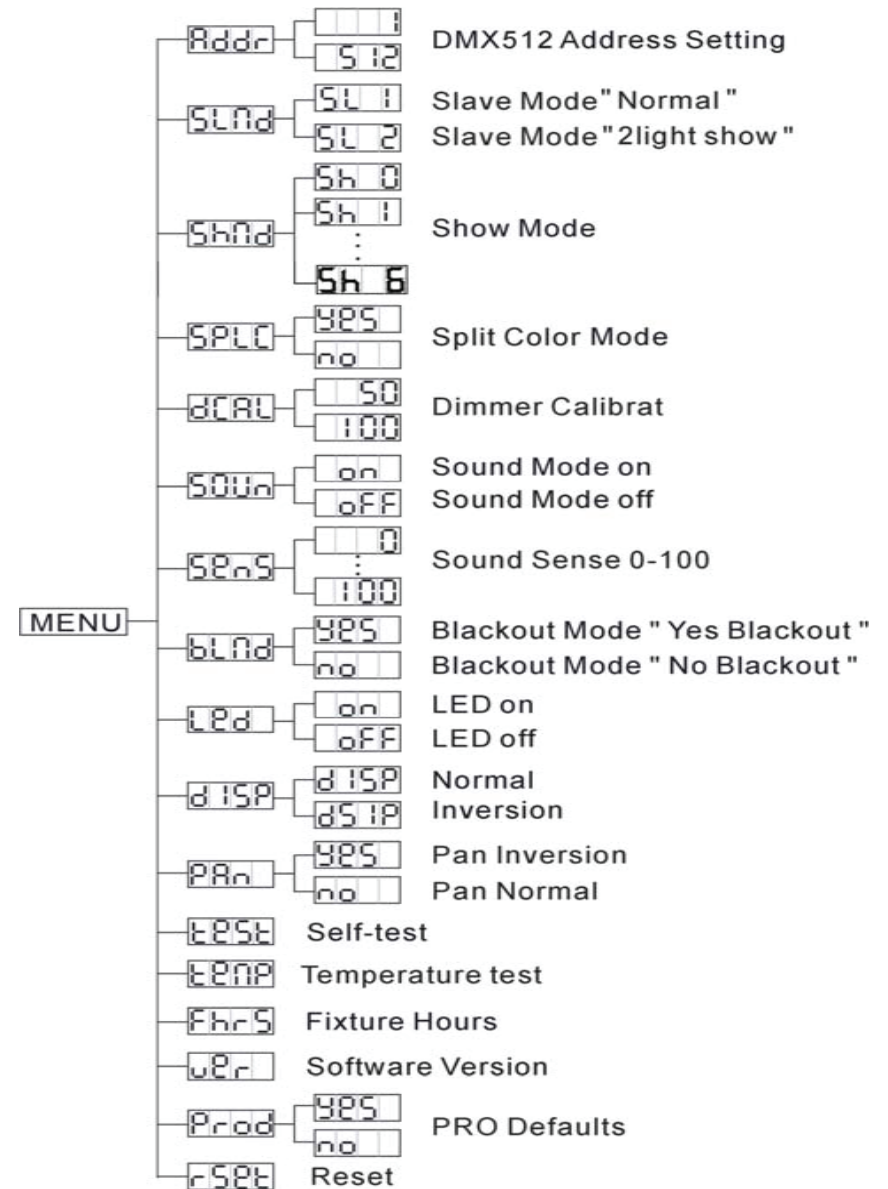 Addr
1
512
DMX512 Address Setting
SLMd
SL 1
Slave Mode" Normal "
SL 2
Slave Mode"2light show"
ShMd
Sh 0
Sh 1
Sh 6
Show Mode
SPLC
yes
no
Split Color Mode
dCAL
50
100
Dimmer Calibrat
SOUn
on
Sound Mode on
oFF
Sound Mode off
SenS
0
100
Sound Sense 0-100
MENU
bLMd
yes
Blackout Mode " Yes Blackout "
no
Blackout Mode " No Blackout "
Led
on
LED on
oFF
LED off
dISP
dISP
Normal
dSIP
Inversion
PAn
yes
Pan Inversion
no
Pan Normal
teSt
Self-test
teMP
Temperature test
FhrS
Fixture Hours
ver
Software Version
Prod
yes
no
PRO Defaults
rSet
Reset